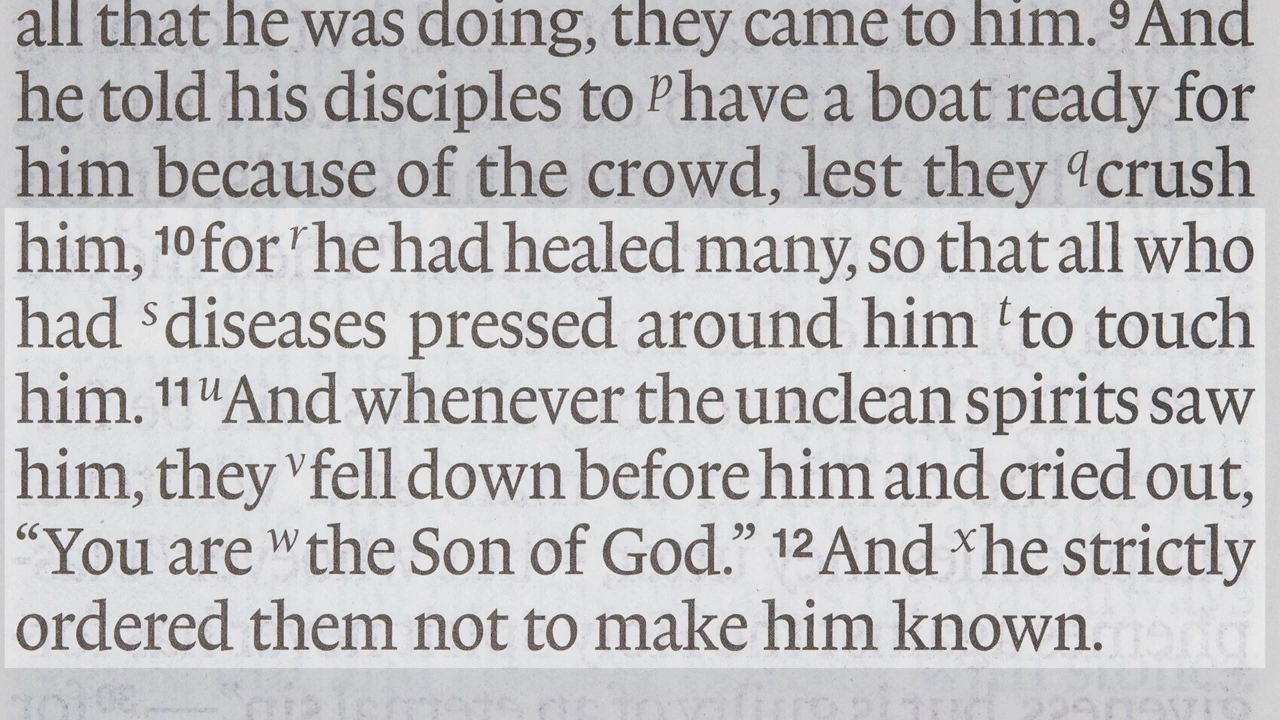 all that he was doing, they came to him. 9 And
he told his disciples to p have a boat ready for
him because of the crowd, lest they q crush
him, 10 for r he had healed many, so that all who
had s diseases pressed around him t to touch
him. 11 u And whenever the unclean spirits saw
him, they v fell down before him and cried out,
“You are w the Son of God.” 12 And x he strictly
ordered them not to make him known.